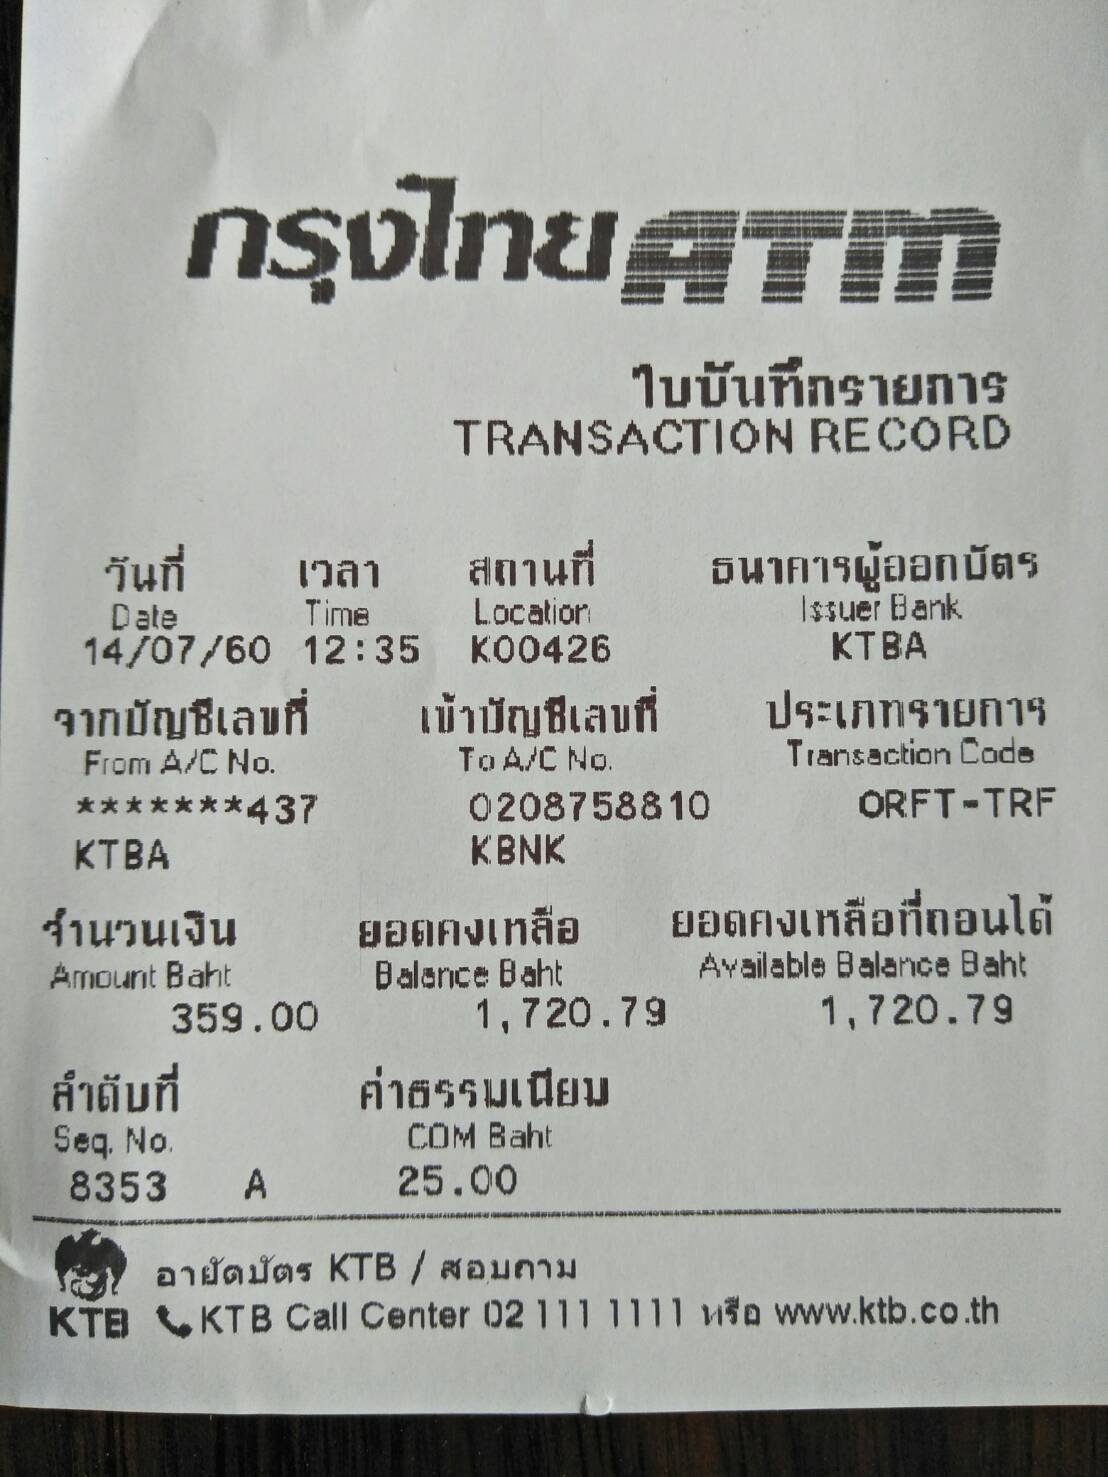 กรุงไทย ATM
ใบบันทึกรายการ
TRANSACTION RECORD
วันที่ เวลา สถานที่ ธนาคารผู้ออกบัตร
Date Time Location Issuer Bank
14/07/60 12:35 K00426 KTBA
จากบัญชีเลขที่ เข้าบัญชีเลขที่ ประเภทรายการ
From A/C No. To A/C No. Transaction Code
*******437 0208758810 ORFT-TRF
KTBA KBNK
จำนวนเงิน ยอดคงเหลือ ยอดคงเหลือที่ถอนได้
Amount Baht Balance Baht Available Balance Baht
359.00 1,720.79 1,720.79
ลำดับที่ ค่าธรรมเนียม
Seq. No. COM Baht
8353 A 25.00
อายัดบัตร KTB / สอบถาม
KTB KTB Call Center 02 111 1111 หรือ www.ktb.co.th